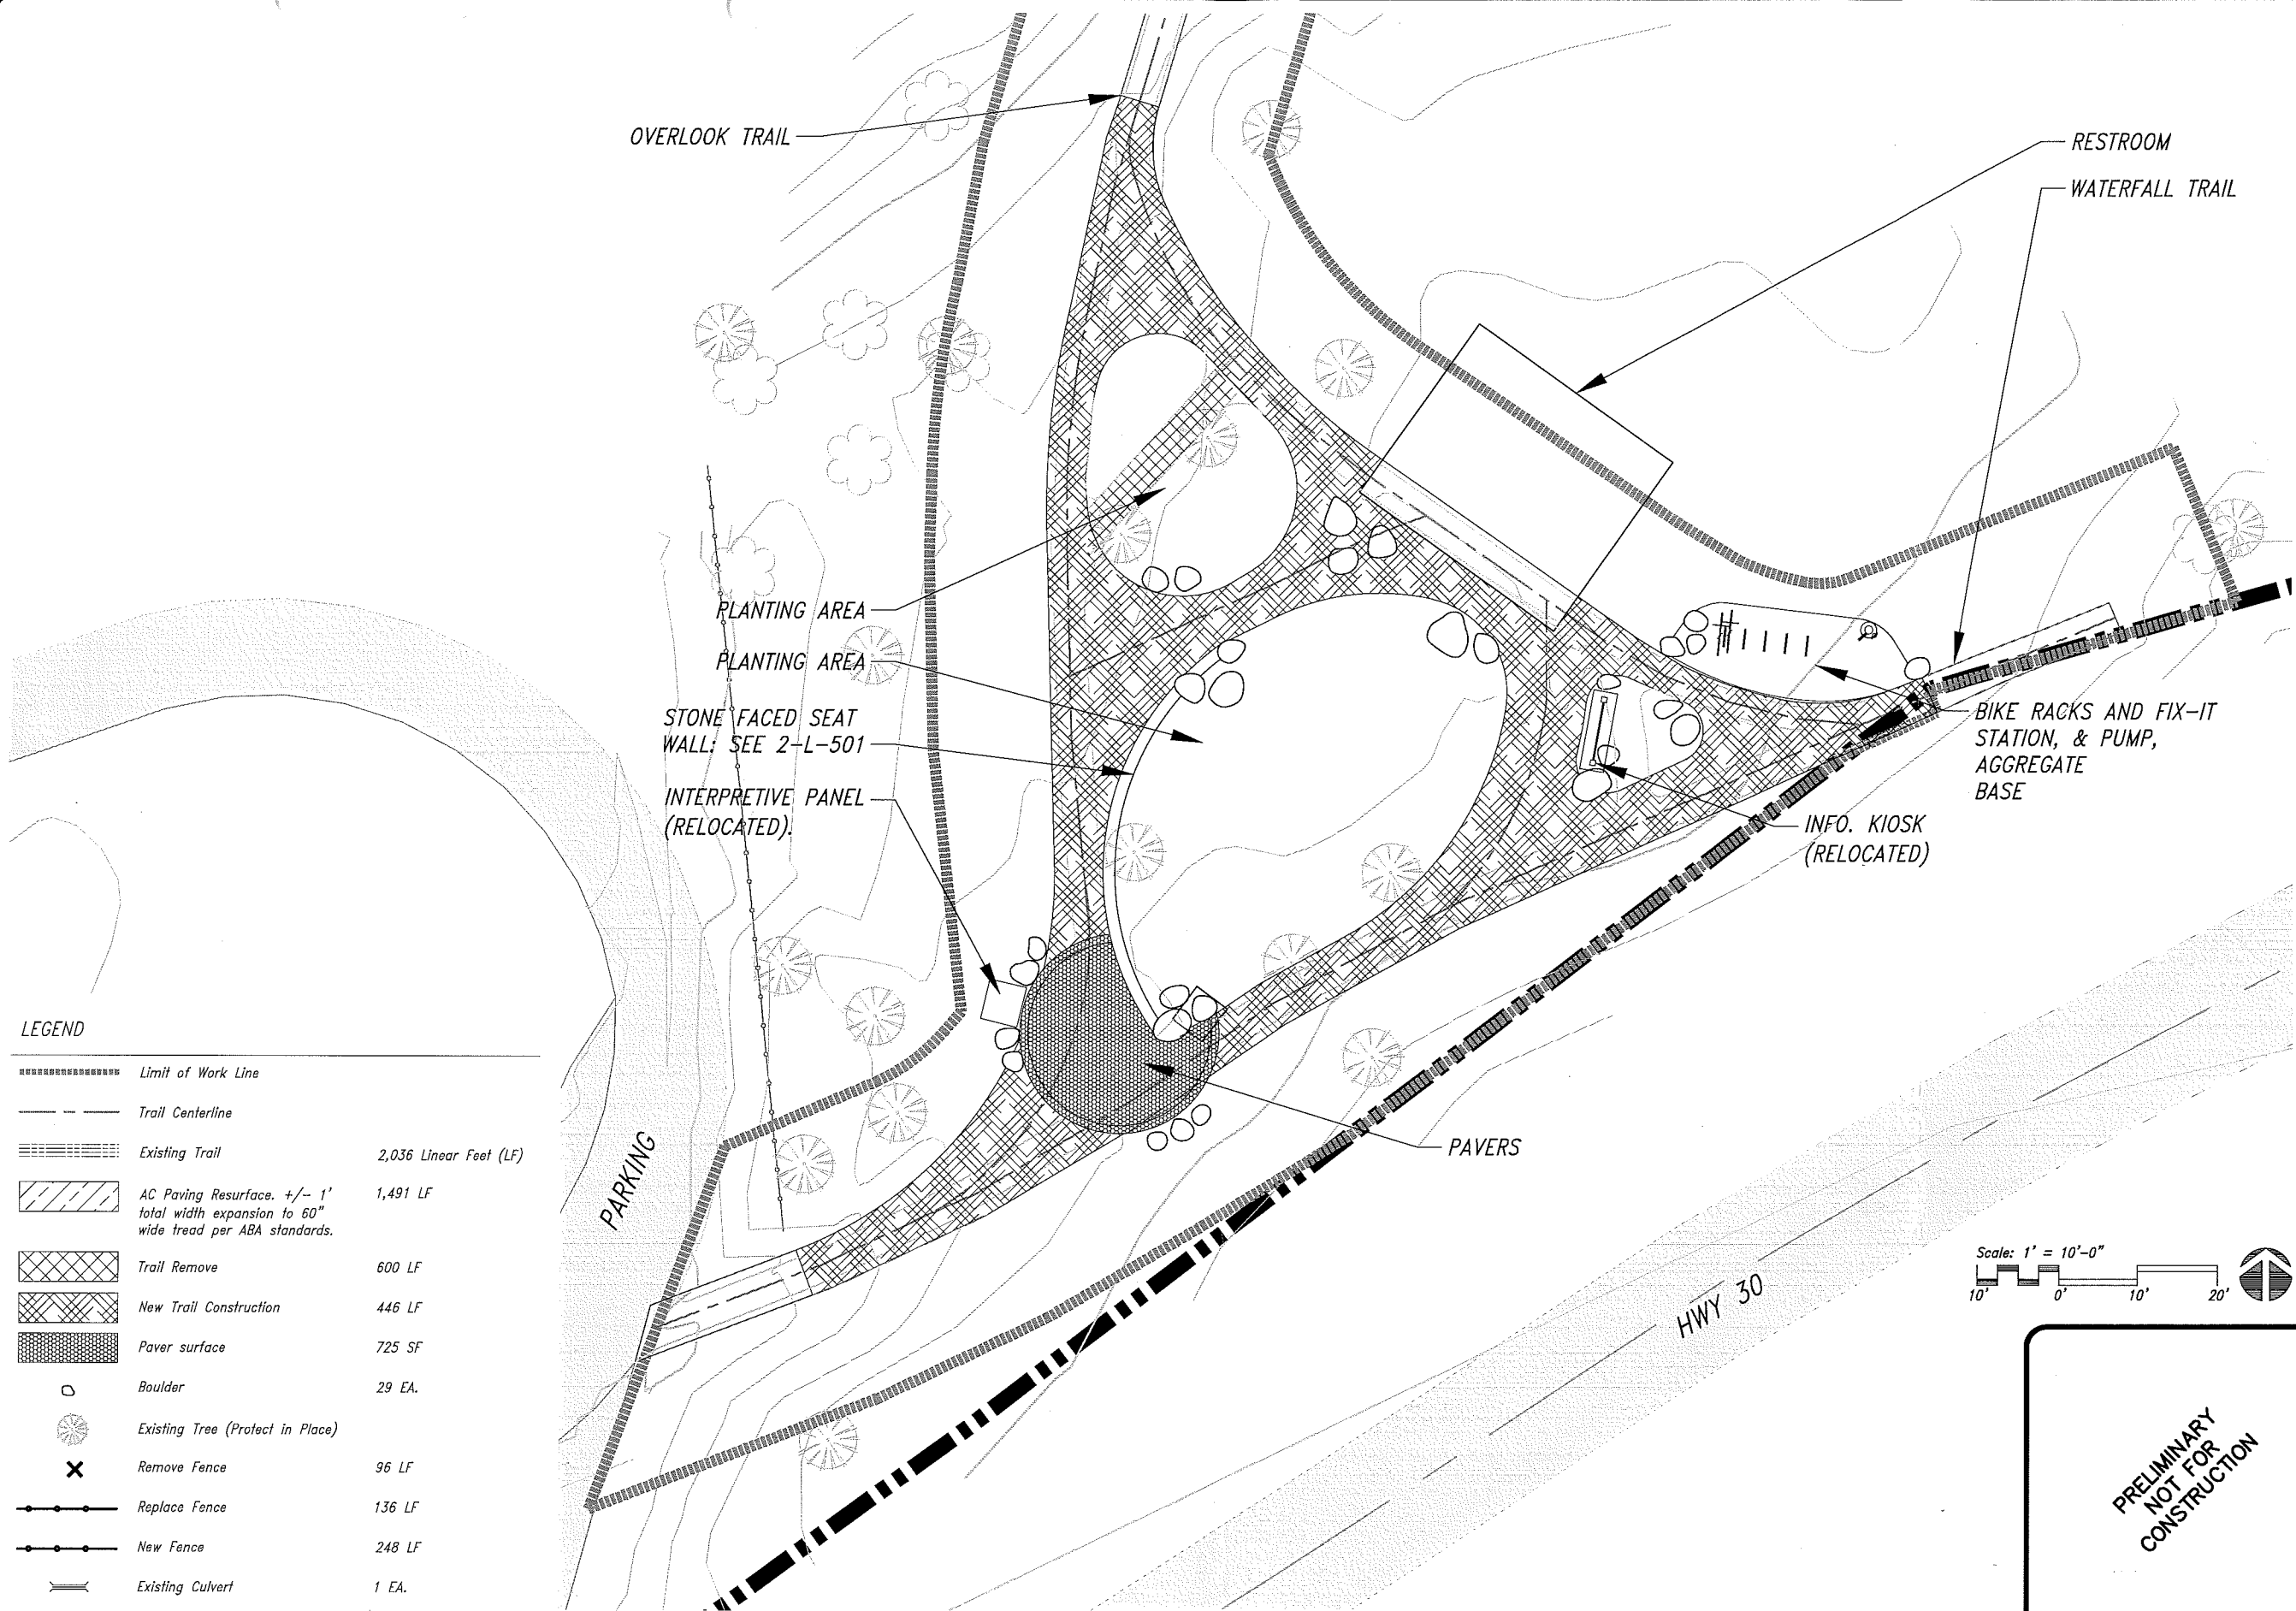 OVERLOOK TRAIL
RESTROOM
WATERFALL TRAIL
PLANTING AREA
PLANTING AREA
STONE FACED SEAT
WALL: SEE 2-L-501
INTERPRETIVE PANEL
(RELOCATED).
BIKE RACKS AND FIX-IT
STATION, & PUMP,
AGGREGATE
BASE
INFO. KIOSK
(RELOCATED)
PAVERS
PARKING
HWY 30
LEGEND
Limit of Work Line
Trail Centerline
Existing Trail 2,036 Linear Feet (LF)
AC Paving Resurface. +/- 1' 1,491 LF
total width expansion to 60"
wide tread per ABA standards.
Trail Remove 600 LF
New Trail Construction 446 LF
Paver surface 725 SF
Boulder 29 EA.
Existing Tree (Protect in Place)
Remove Fence 96 LF
Replace Fence 136 LF
New Fence 248 LF
Existing Culvert 1 EA.
Scale: 1' = 10'-0"
10' 0' 10' 20'
PRELIMINARY
NOT FOR
CONSTRUCTION